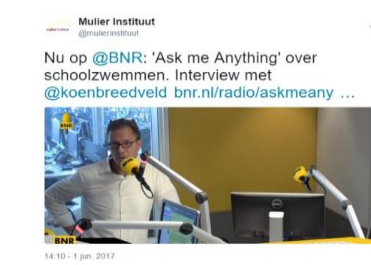 Mulier Instituut
@mulierinstituut
Nu op @BNR: 'Ask me Anything' over
schoolzwemmen. Interview met
@koenbreedveld bnr.nl/radio/askmeany …
BNR
DELL
BNR
14:10 - 1 jun. 2017